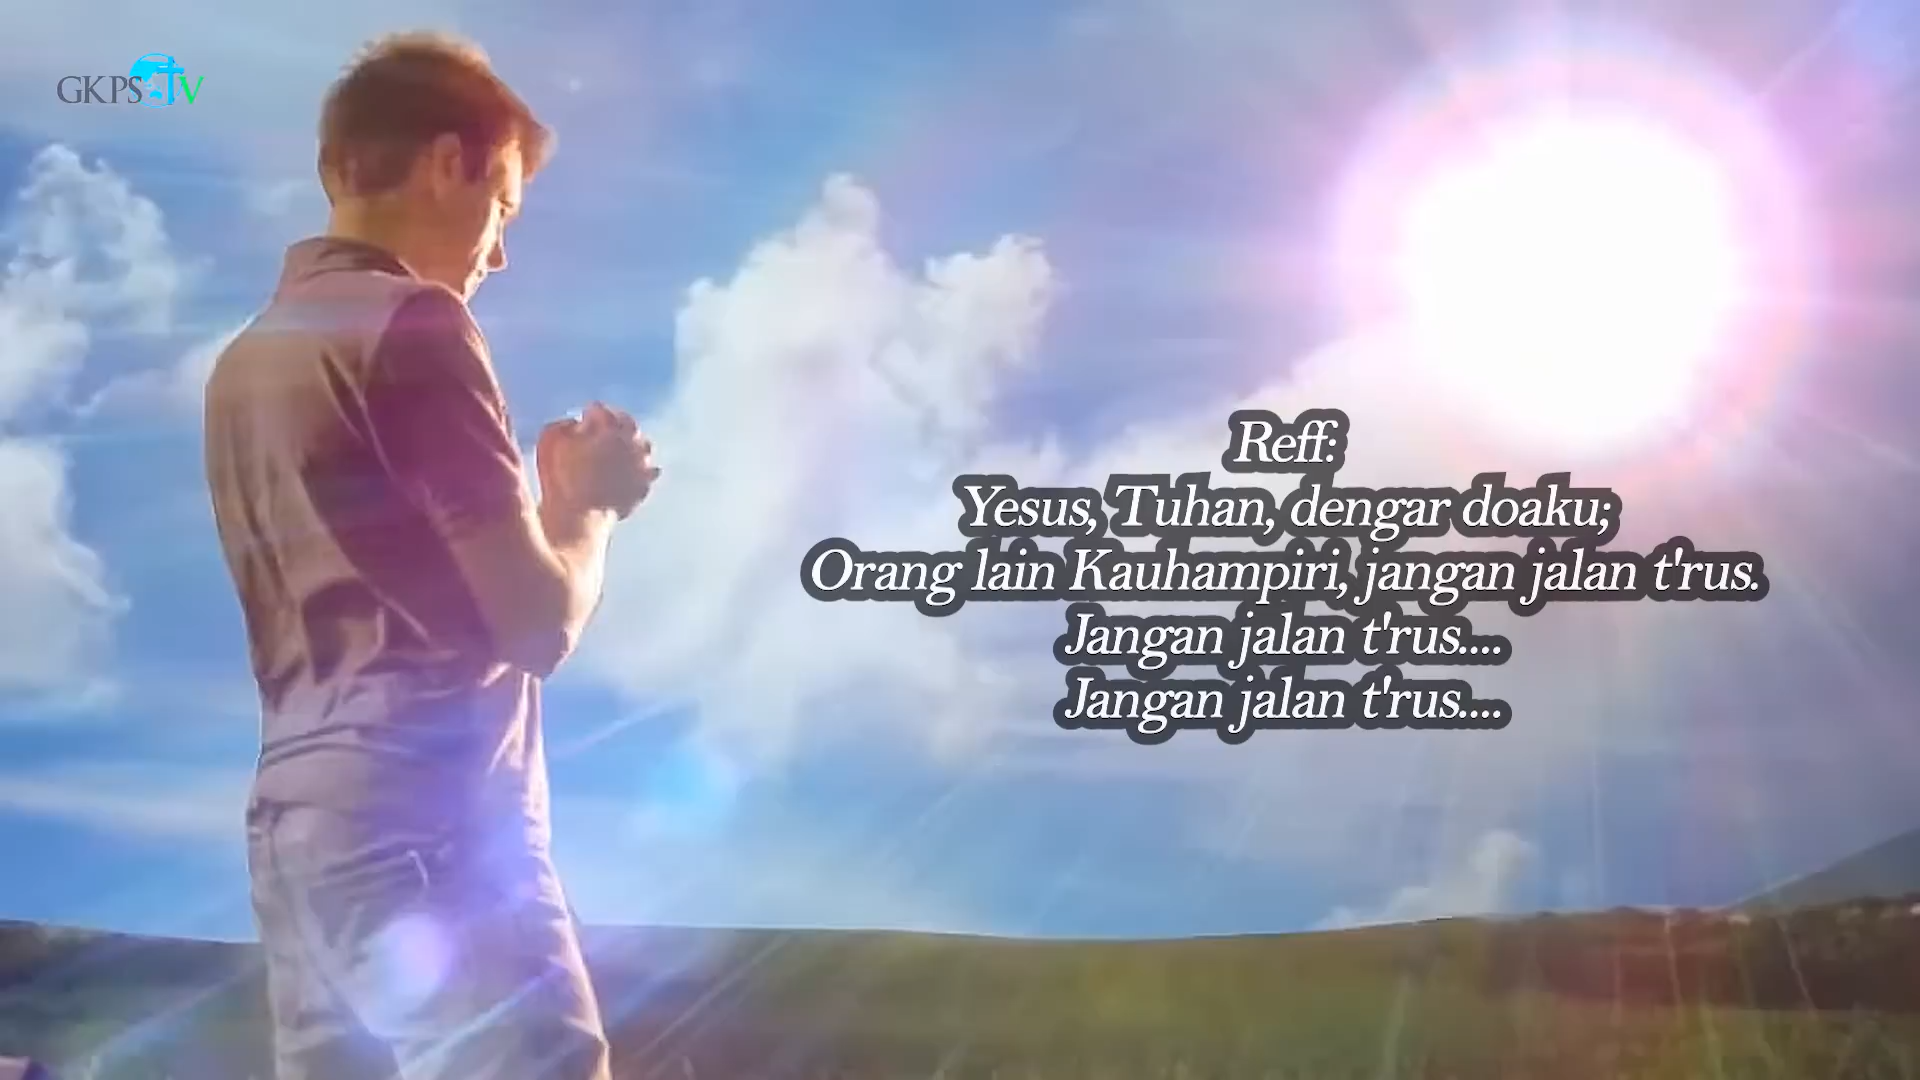 GKPS TV
Reff:
Yesus, Tuhan, dengar doaku;
Orang lain Kauhampiri, jangan jalan t'rus.
Jangan jalan t'rus....
Jangan jalan t'rus....